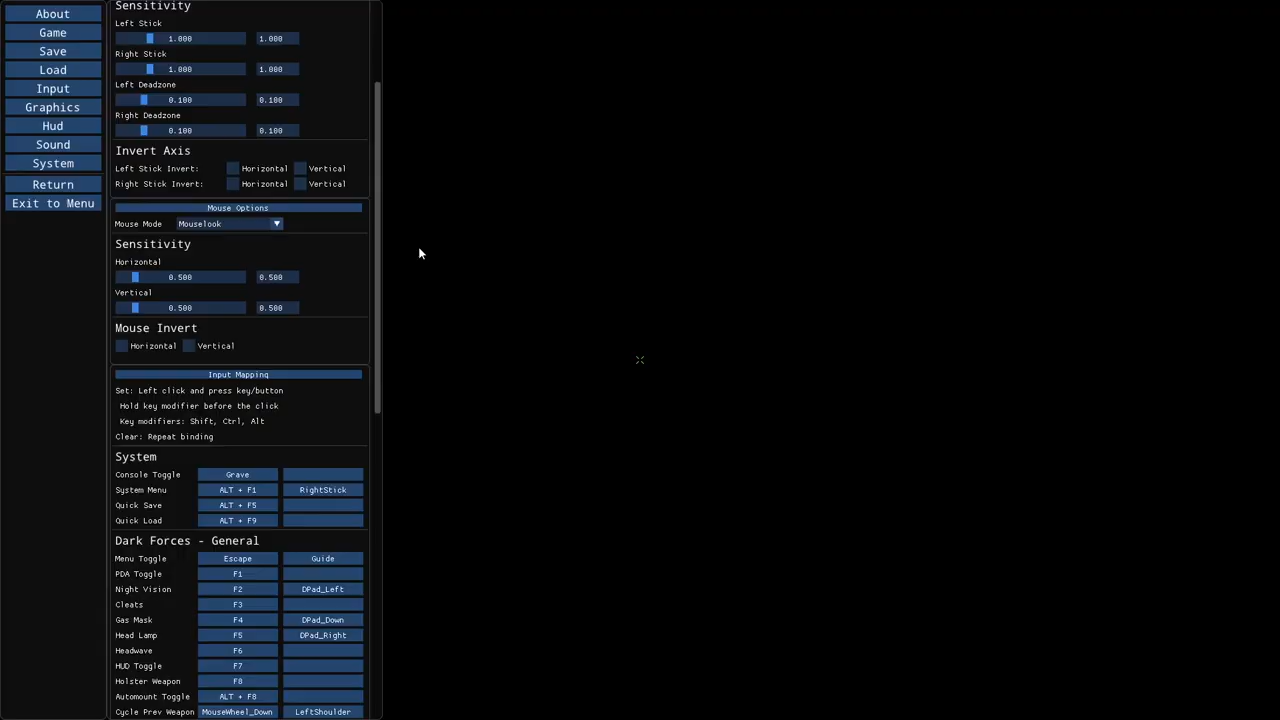 About
Game
Save
Load
Input
Graphics
Hud
Sound
System
Return
Exit to Menu
Sensitivity
Left Stick
1.000 1.000
Right Stick
1.000 1.000
Left Deadzone
0.100 0.100
Right Deadzone
0.100 0.100
Invert Axis
Left Stick Invert: Horizontal Vertical
Right Stick Invert: Horizontal Vertical
Mouse Options
Mouse Mode Mouselook
Sensitivity
Horizontal
0.500 0.500
Vertical
0.500 0.500
Mouse Invert
Horizontal Vertical
Input Mapping
Set: Left click and press key/button
Hold key modifier before the click
Key modifiers: Shift, Ctrl, Alt
Clear: Repeat binding
System
Console Toggle Grave
System Menu ALT + F1 RightStick
Quick Save ALT + F5
Quick Load ALT + F9
Dark Forces - General
Menu Toggle Escape Guide
PDA Toggle F1
Night Vision F2 DPad_Left
Cleats F3
Gas Mask F4 DPad_Down
Head Lamp F5 DPad_Right
Headwave F6
HUD Toggle F7
Holster Weapon F8
Automount Toggle ALT + F8
Cycle Prev Weapon MouseWheel_Down LeftShoulder